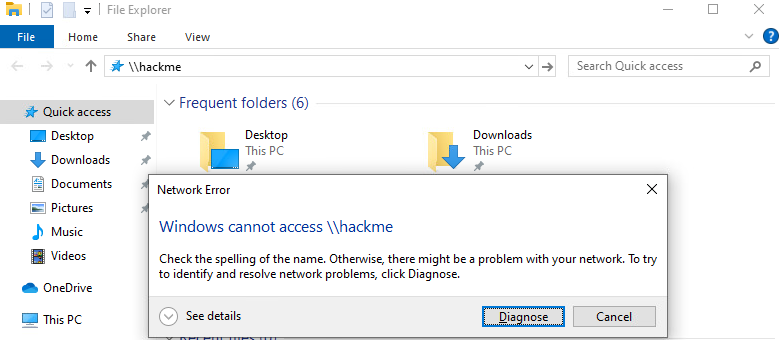 File Explorer
File Home Share View
\\hackme
Search Quick access
Quick access
Desktop
Downloads
Documents
Pictures
Music
Videos
OneDrive
This PC
Frequent folders (6)
Desktop
This PC
Downloads
This PC
Network Error
Windows cannot access \\hackme
Check the spelling of the name. Otherwise, there might be a problem with your network. To try
to identify and resolve network problems, click Diagnose.
See details
Diagnose
Cancel